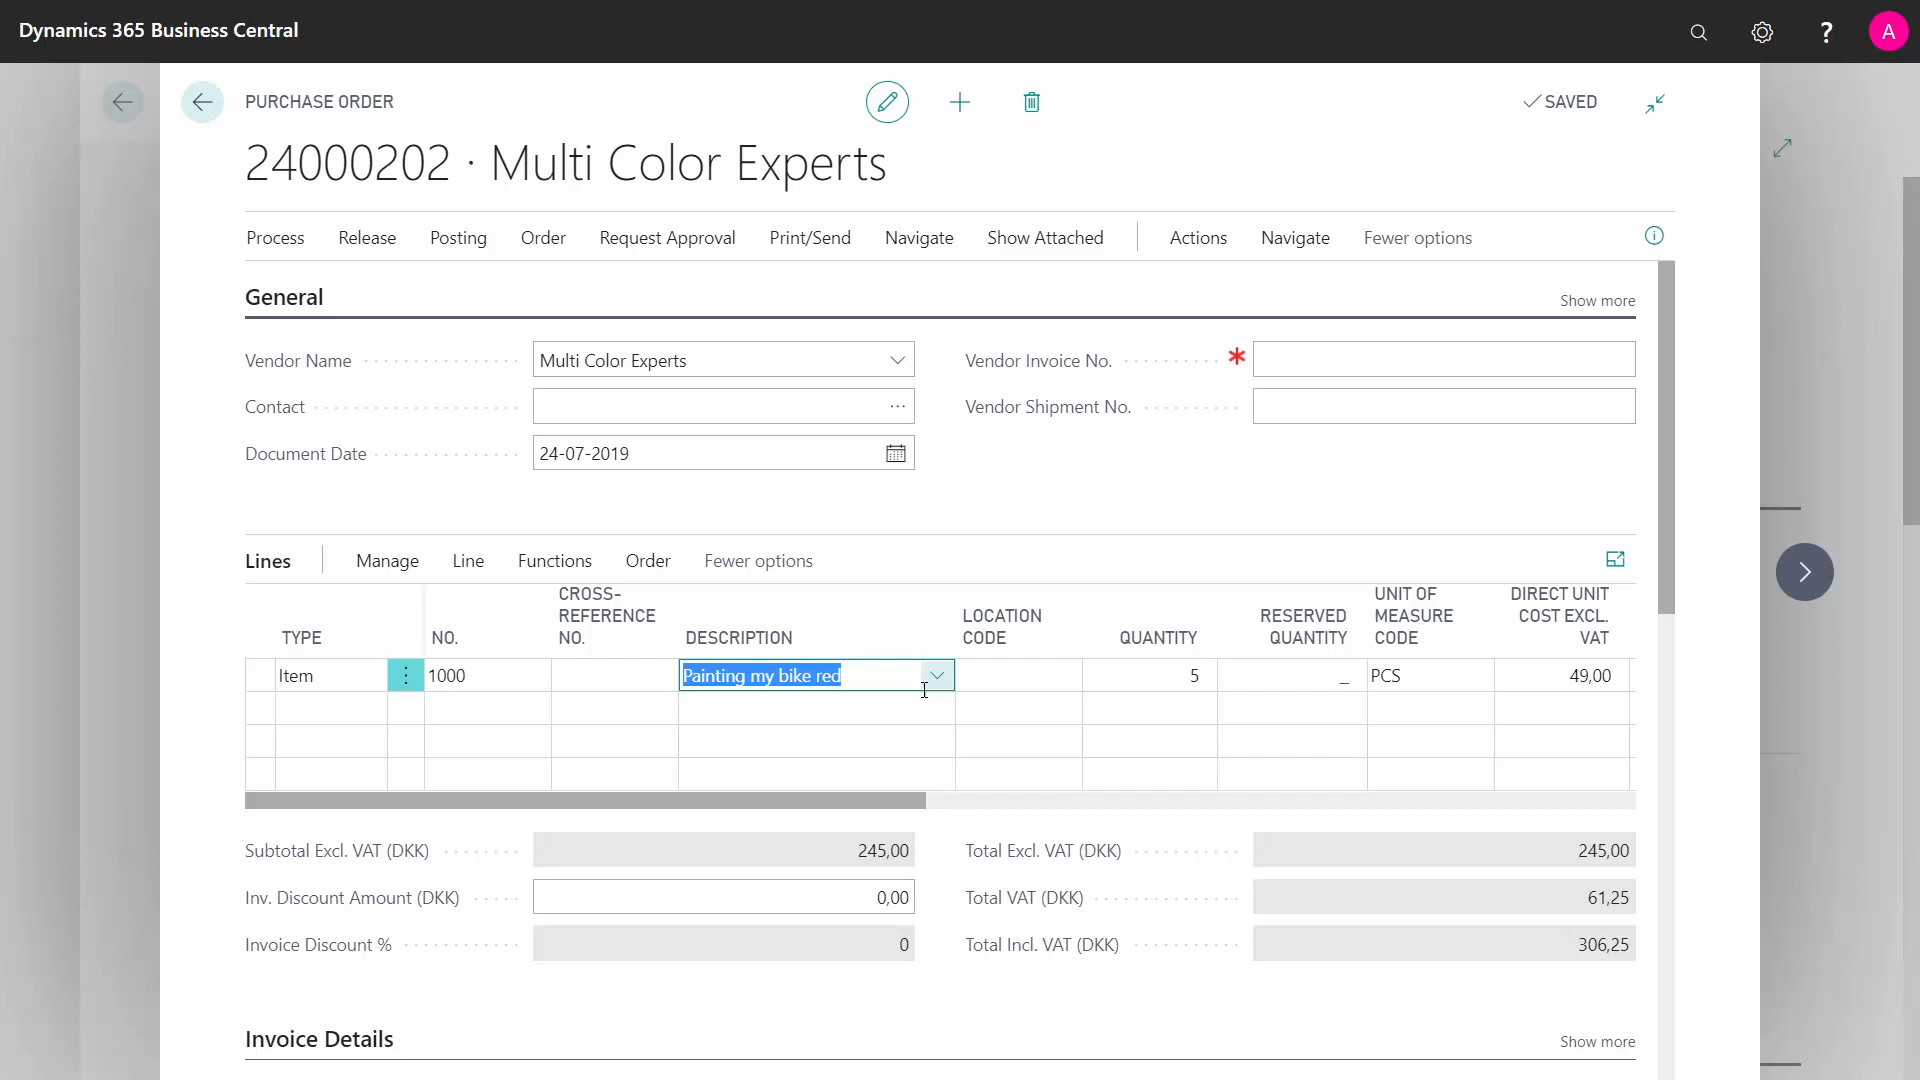 Dynamics 365 Business Central
?
A
PURCHASE ORDER
SAVED
24000202 · Multi Color Experts
Process Release Posting Order Request Approval Print/Send Navigate Show Attached Actions Navigate Fewer options
General Show more
Vendor Name Multi Color Experts Vendor Invoice No. *
Contact Vendor Shipment No.
Document Date 24-07-2019
Lines Manage Line Functions Order Fewer options
TYPE NO. CROSS-REFERENCE NO. DESCRIPTION LOCATION CODE QUANTITY RESERVED QUANTITY UNIT OF MEASURE CODE DIRECT UNIT COST EXCL. VAT
Item 1000 Painting my bike red 5 _ PCS 49,00
Subtotal Excl. VAT (DKK) 245,00 Total Excl. VAT (DKK) 245,00
Inv. Discount Amount (DKK) 0,00 Total VAT (DKK) 61,25
Invoice Discount % 0 Total Incl. VAT (DKK) 306,25
Invoice Details Show more